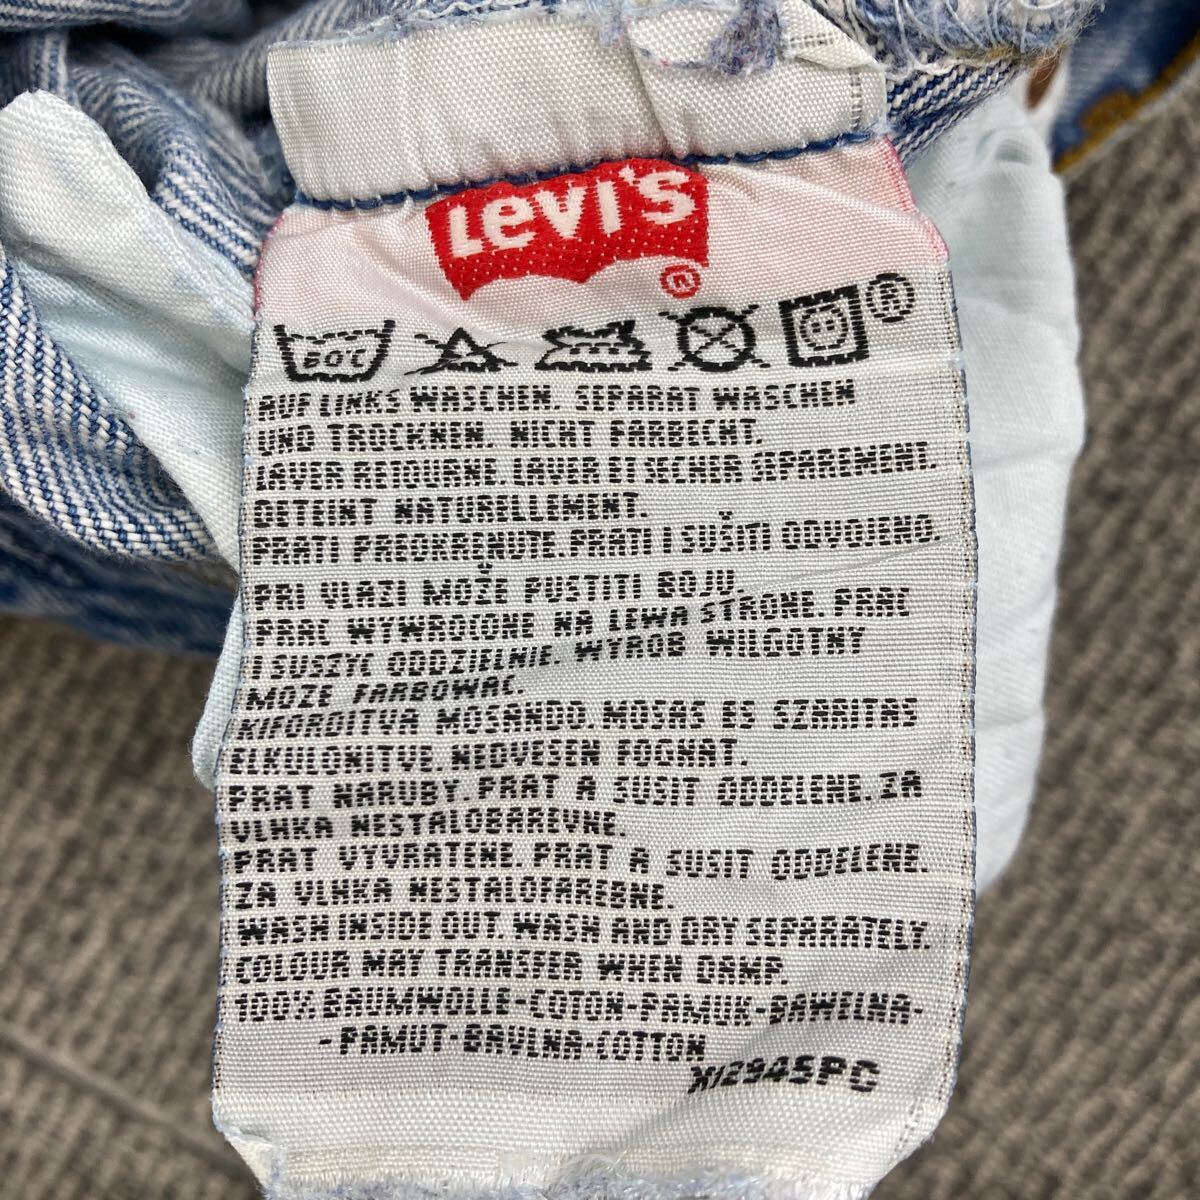 LEVI'S
®
60°C ®
AUF LINKS WASCHEN. SEPARAT WASCHEN
UND TROCKNEN. NICHT FARBECHT.
LAVER RETOURNE. LAVER ET SECHER SEPAREMENT.
DETEINT NATURELLEMENT.
PRATI PREOKRENUTE. PRATI I SUŠITI ODVOJENO.
PRI VLAZI MOŽE PUSTITI BOJU
PRAC WYWROCONE NA LEWA STRONE. PRAC
I SUSZYC ODDZIELNIE. WYROB WILGOTNY
MOZE FARBOWAC.
KIFORDITVA MOSANDO. MOSAS ES SZARITAS
ELKULONITVE. NEDVESEN FOGHAT.
PRAT NARUBY. PRAT A SUSIT ODDELENE. ZA
VLHKA NESTALOBAREVNE.
PRAT VYVRATENE. PRAT A SUSIT ODDELENE.
ZA VLHKA NESTALOFAREBNE.
WASH INSIDE OUT. WASH AND DRY SEPARATELY.
COLOUR MAY TRANSFER WHEN DAMP.
100% BAUMWOLLE-COTON-PAMUK-BAWELNA-
-PAMUT-BAVLNA-COTTON
X12945PC